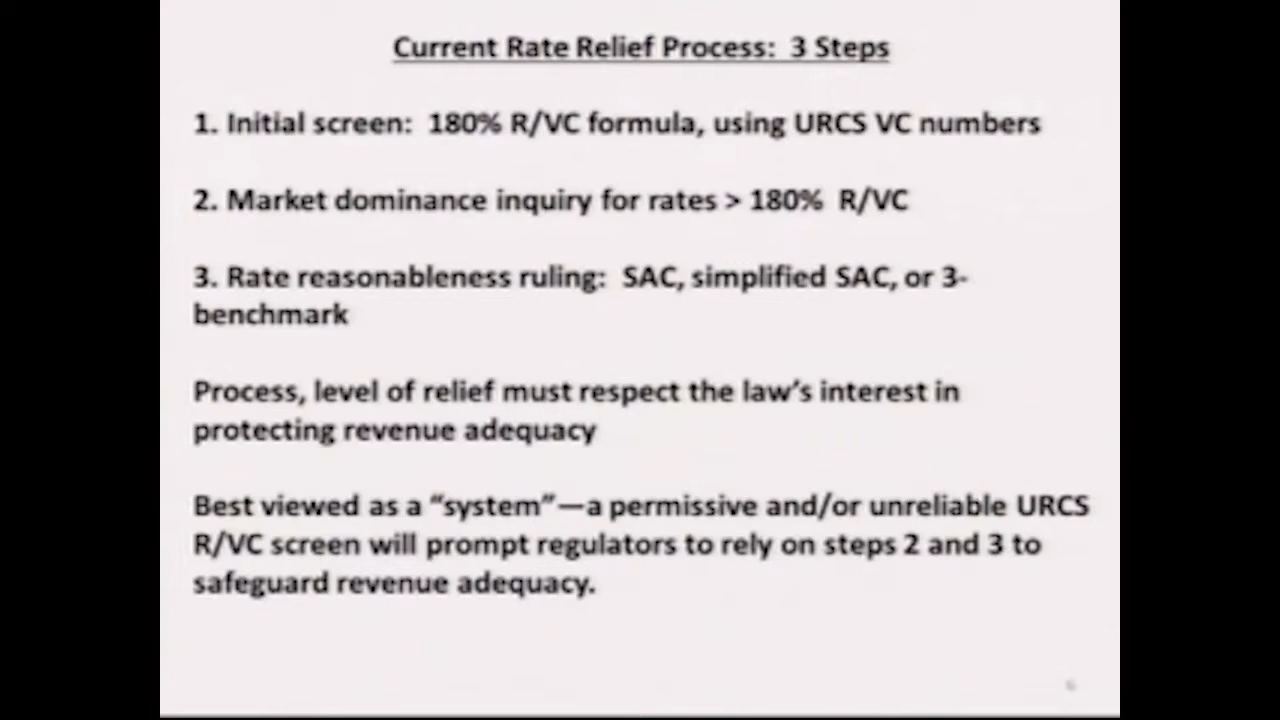 Current Rate Relief Process: 3 Steps
1. Initial screen: 180% R/VC formula, using URCS VC numbers
2. Market dominance inquiry for rates > 180% R/VC
3. Rate reasonableness ruling: SAC, simplified SAC, or 3-
benchmark
Process, level of relief must respect the law's interest in
protecting revenue adequacy
Best viewed as a "system"—a permissive and/or unreliable URCS
R/VC screen will prompt regulators to rely on steps 2 and 3 to
safeguard revenue adequacy.